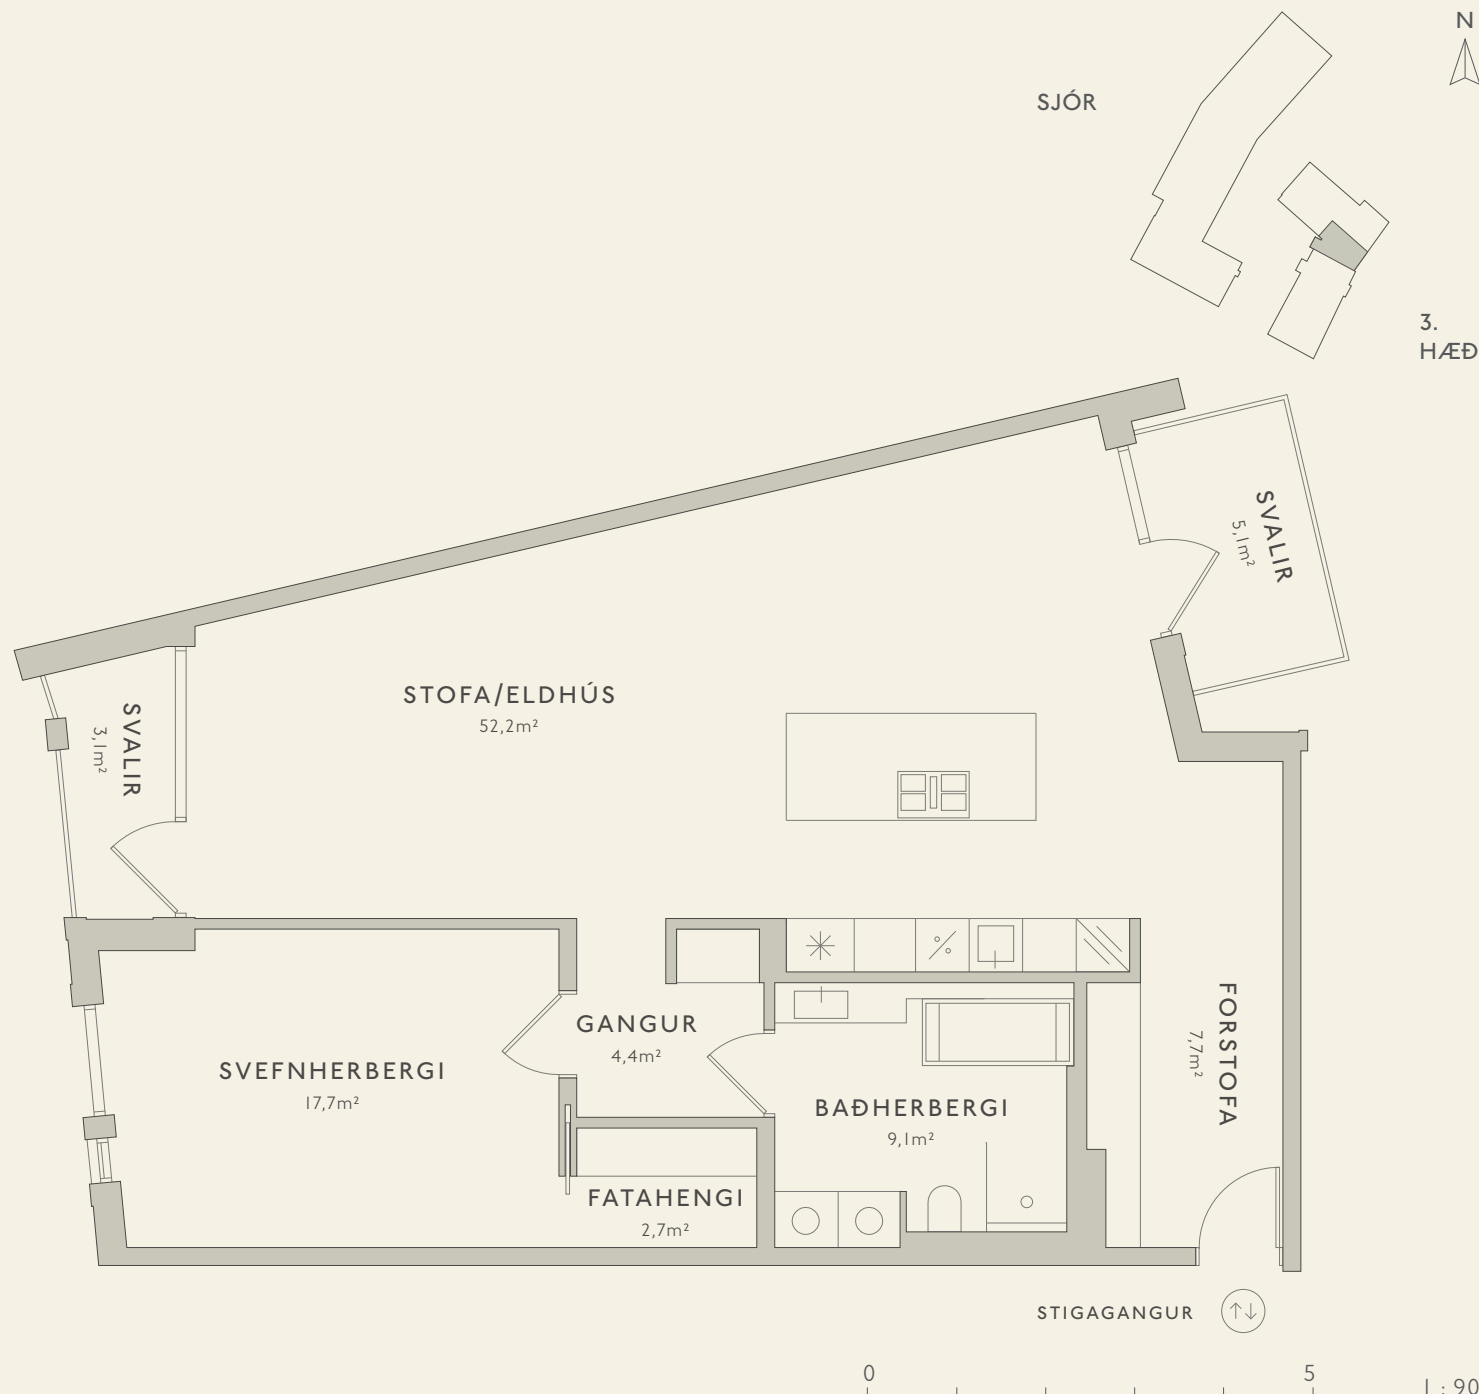 N
SJÓR
3.
HÆÐ
SVALIR
5,1m²
STOFA/ELDHÚS
52,2m²
SVALIR
3,1m²
GANGUR
4,4m²
SVEFNHERBERGI
17,7m²
BAÐHERBERGI
9,1m²
FORSTOFA
7,7m²
FATAHENGI
2,7m²
STIGAGANGUR
0 5
1 : 90